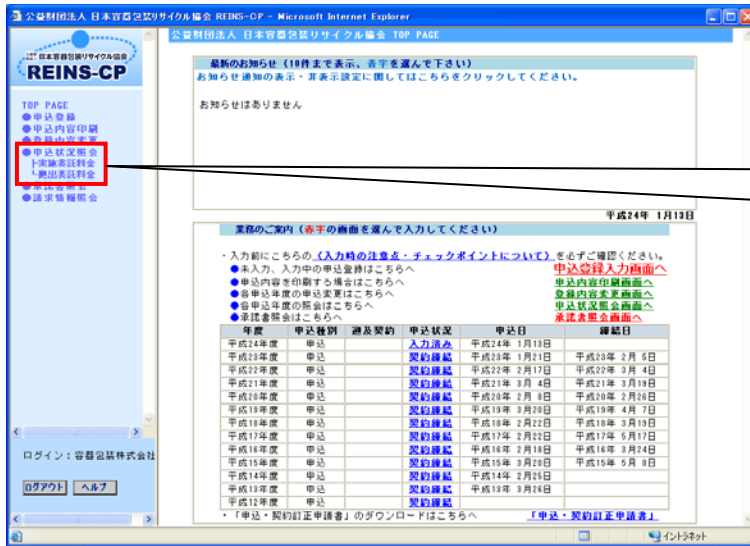 公益財団法人 日本容器包装リサイクル協会 REINS-CP - Microsoft Internet Explorer
公益財団法人 日本容器包装リサイクル協会 TOP PAGE
日本容器包装リサイクル協会
REINS-CP
TOP PAGE
●申込登録
●申込内容印刷
●登録内容変更
●申込状況照会
├実施委託料金
└拠出委託料金
●承諾書照会
●請求情報照会
ログイン：容器包装株式会社
ログアウト ヘルプ
最新のお知らせ（10件まで表示、青字を選んで下さい）
お知らせ通知の表示・非表示設定に関してはこちらをクリックしてください。
お知らせはありません
平成24年 1月13日
業務のご案内（赤字の画面を選んで入力してください）
・入力前にこちらの（入力時の注意点・チェックポイントについて）を必ずご確認ください。
●未入力、入力中の申込登録はこちらへ 申込登録入力画面へ
●申込内容を印刷する場合はこちらへ 申込内容印刷画面へ
●各申込年度の申込変更はこちらへ 登録内容変更画面へ
●各申込年度の照会はこちらへ 申込状況照会画面へ
●承諾書照会はこちらへ 承諾書照会画面へ
年度 申込種別 遡及契約 申込状況 申込日 締結日
平成24年度 申込 入力済み 平成24年 1月13日
平成23年度 申込 契約締結 平成23年 1月21日 平成23年 2月 5日
平成22年度 申込 契約締結 平成22年 2月17日 平成22年 3月 4日
平成21年度 申込 契約締結 平成21年 3月 4日 平成21年 3月19日
平成20年度 申込 契約締結 平成20年 2月 8日 平成20年 2月26日
平成19年度 申込 契約締結 平成19年 3月20日 平成19年 4月 7日
平成18年度 申込 契約締結 平成18年 2月22日 平成18年 3月19日
平成17年度 申込 契約締結 平成17年 2月22日 平成17年 5月17日
平成16年度 申込 契約締結 平成16年 2月18日 平成16年 3月24日
平成15年度 申込 契約締結 平成15年 3月20日 平成15年 5月 8日
平成14年度 申込 契約締結 平成14年 2月25日
平成13年度 申込 契約締結 平成13年 3月26日
平成12年度 申込 契約締結
・「申込・契約訂正申請書」のダウンロードはこちらへ 「申込・契約訂正申請書」
イントラネット